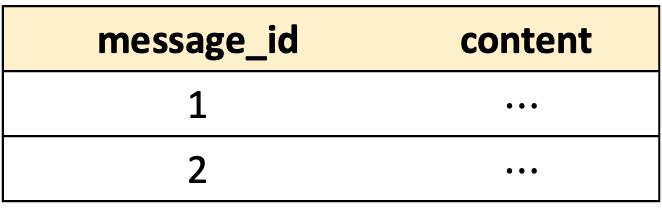 message_id content
1 ...
2 ...